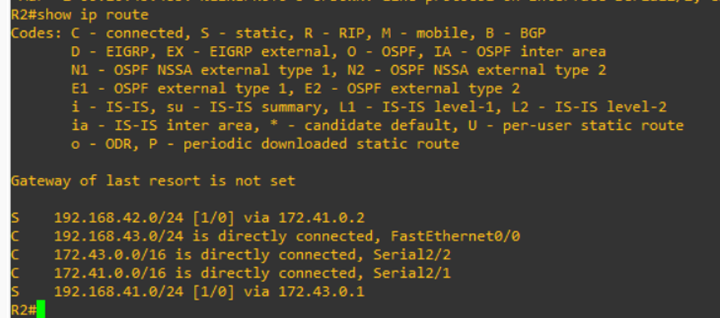 R2#show ip route
Codes: C - connected, S - static, R - RIP, M - mobile, B - BGP
       D - EIGRP, EX - EIGRP external, O - OSPF, IA - OSPF inter area
       N1 - OSPF NSSA external type 1, N2 - OSPF NSSA external type 2
       E1 - OSPF external type 1, E2 - OSPF external type 2
       i - IS-IS, su - IS-IS summary, L1 - IS-IS level-1, L2 - IS-IS level-2
       ia - IS-IS inter area, * - candidate default, U - per-user static route
       o - ODR, P - periodic downloaded static route
Gateway of last resort is not set
S    192.168.42.0/24 [1/0] via 172.41.0.2
C    192.168.43.0/24 is directly connected, FastEthernet0/0
C    172.43.0.0/16 is directly connected, Serial2/2
C    172.41.0.0/16 is directly connected, Serial2/1
S    192.168.41.0/24 [1/0] via 172.43.0.1
R2#